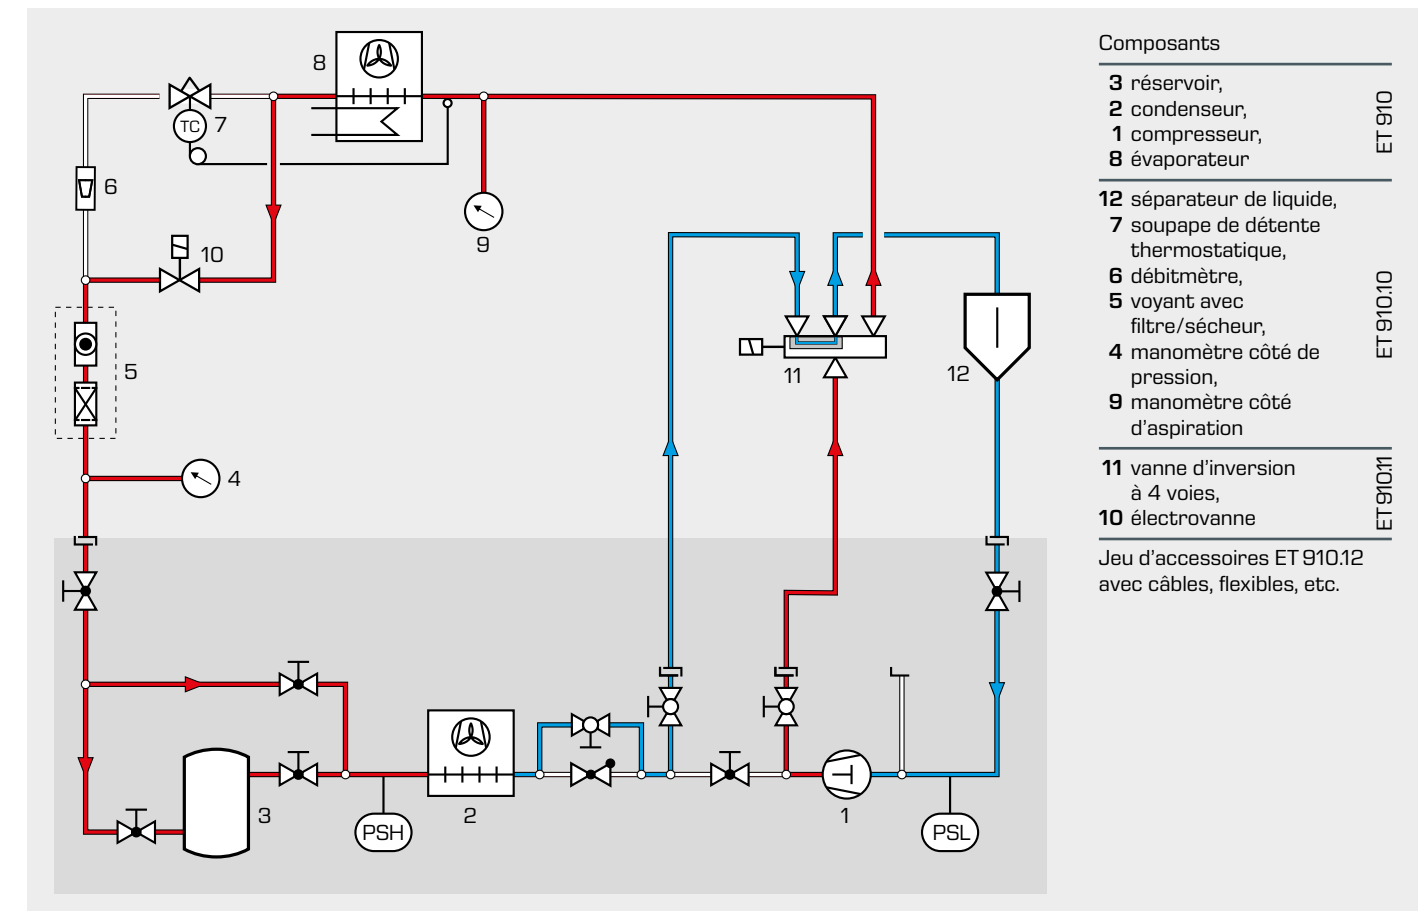 8
TC 7
6
10
9
5
11
12
4
3
PSH
2
1
PSL
Composants
3 réservoir,
2 condenseur,
1 compresseur,
8 évaporateur
ET 910
12 séparateur de liquide,
7 soupape de détente
thermostatique,
6 débitmètre,
5 voyant avec
filtre/sécheur,
4 manomètre côté de
pression,
9 manomètre côté
d'aspiration
ET 910.10
11 vanne d'inversion
à 4 voies,
10 électrovanne
ET 910.11
Jeu d'accessoires ET 910.12
avec câbles, flexibles, etc.